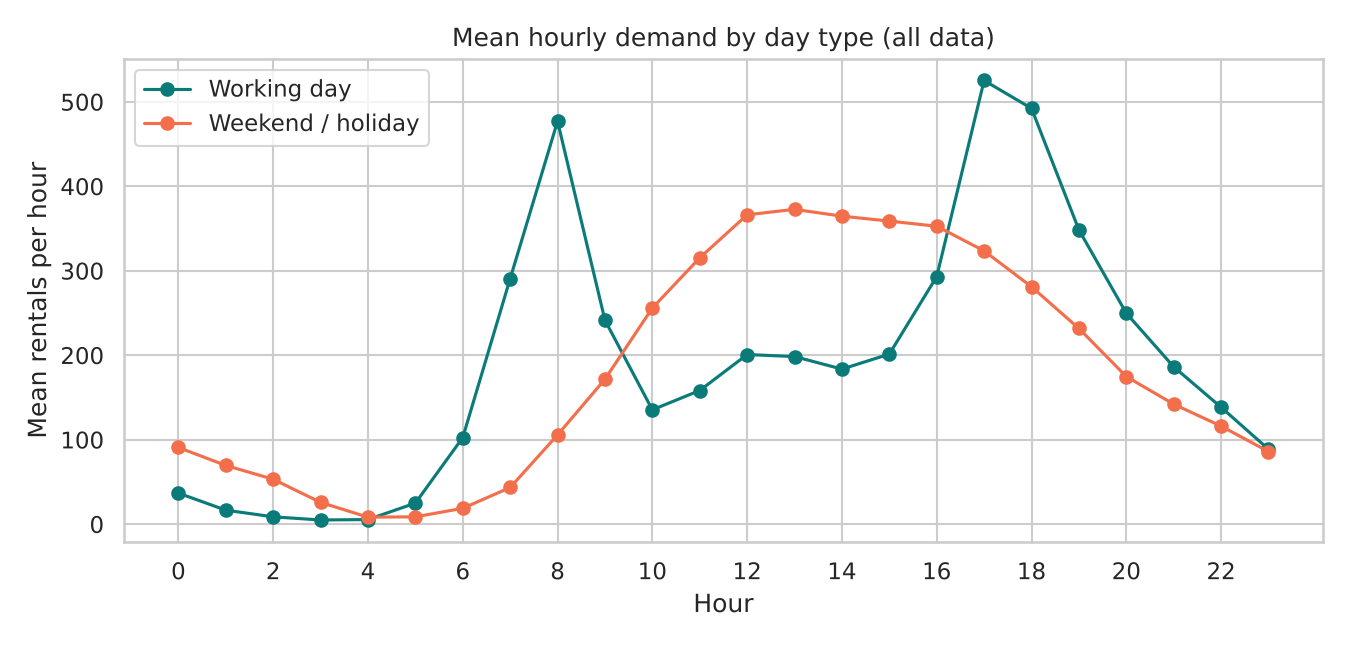 Mean hourly demand by day type (all data)
Working day
Weekend / holiday
Mean rentals per hour
500
400
300
200
100
0
0 2 4 6 8 10 12 14 16 18 20 22
Hour